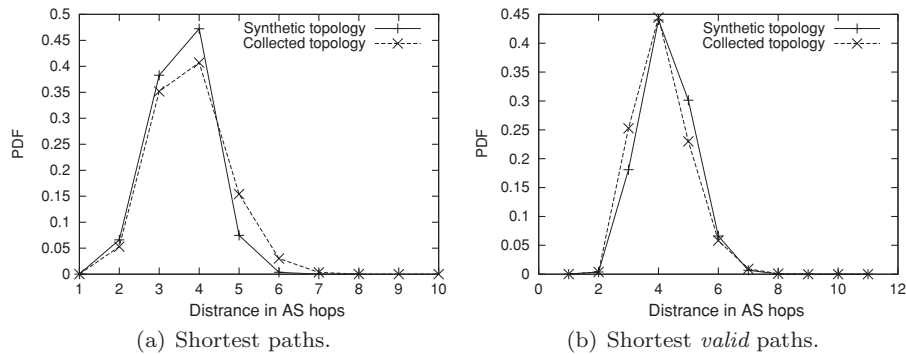 Synthetic topology
Collected topology
0.5
0.45
0.4
0.35
0.3
0.25
0.2
0.15
0.1
0.05
0
PDF
1 2 3 4 5 6 7 8 9 10
Distrance in AS hops
(a) Shortest paths.
Synthetic topology
Collected topology
0.45
0.4
0.35
0.3
0.25
0.2
0.15
0.1
0.05
0
PDF
0 2 4 6 8 10 12
Distrance in AS hops
(b) Shortest valid paths.